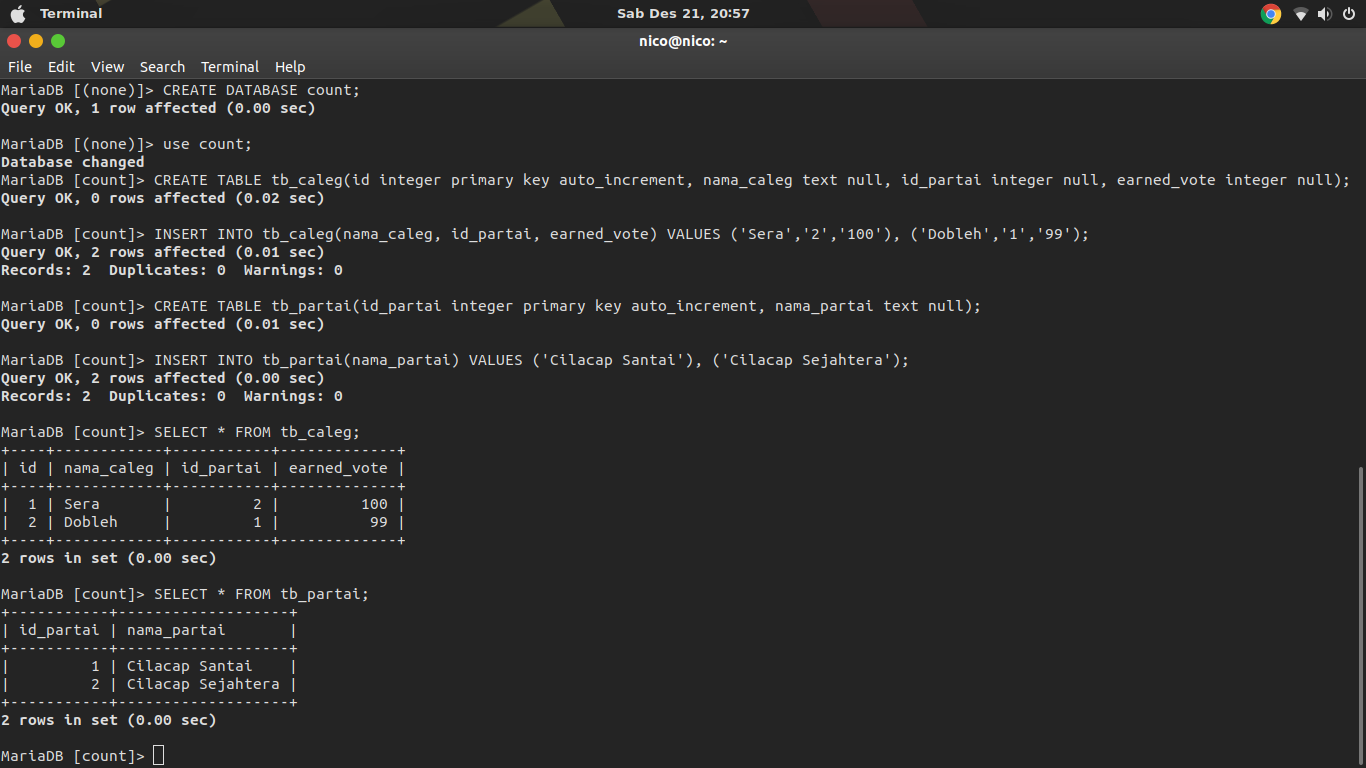 Terminal
Sab Des 21, 20:57
nico@nico: ~
File Edit View Search Terminal Help
MariaDB [(none)]> CREATE DATABASE count;
Query OK, 1 row affected (0.00 sec)

MariaDB [(none)]> use count;
Database changed
MariaDB [count]> CREATE TABLE tb_caleg(id integer primary key auto_increment, nama_caleg text null, id_partai integer null, earned_vote integer null);
Query OK, 0 rows affected (0.02 sec)

MariaDB [count]> INSERT INTO tb_caleg(nama_caleg, id_partai, earned_vote) VALUES ('Sera','2','100'), ('Dobleh','1','99');
Query OK, 2 rows affected (0.01 sec)
Records: 2  Duplicates: 0  Warnings: 0

MariaDB [count]> CREATE TABLE tb_partai(id_partai integer primary key auto_increment, nama_partai text null);
Query OK, 0 rows affected (0.01 sec)

MariaDB [count]> INSERT INTO tb_partai(nama_partai) VALUES ('Cilacap Santai'), ('Cilacap Sejahtera');
Query OK, 2 rows affected (0.00 sec)
Records: 2  Duplicates: 0  Warnings: 0

MariaDB [count]> SELECT * FROM tb_caleg;
+----+------------+-----------+-------------+
| id | nama_caleg | id_partai | earned_vote |
+----+------------+-----------+-------------+
|  1 | Sera       |         2 |         100 |
|  2 | Dobleh     |         1 |          99 |
+----+------------+-----------+-------------+
2 rows in set (0.00 sec)

MariaDB [count]> SELECT * FROM tb_partai;
+-----------+-------------------+
| id_partai | nama_partai       |
+-----------+-------------------+
|         1 | Cilacap Santai    |
|         2 | Cilacap Sejahtera |
+-----------+-------------------+
2 rows in set (0.00 sec)

MariaDB [count]>